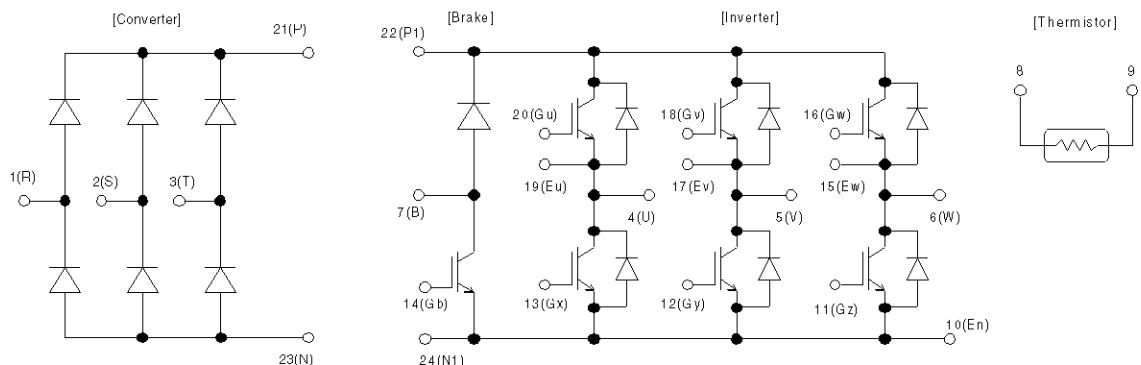 [Converter]
[Brake]
[Inverter]
[Thermistor]
21(P)
22(P1)
8
9
20(Gu)
18(Gv)
16(Gw)
1(R)
2(S)
3(T)
19(Eu)
17(Ev)
15(Ew)
7(B)
4(U)
5(V)
6(W)
14(Gb)
13(Gx)
12(Gy)
11(Gz)
10(En)
23(N)
24(N1)